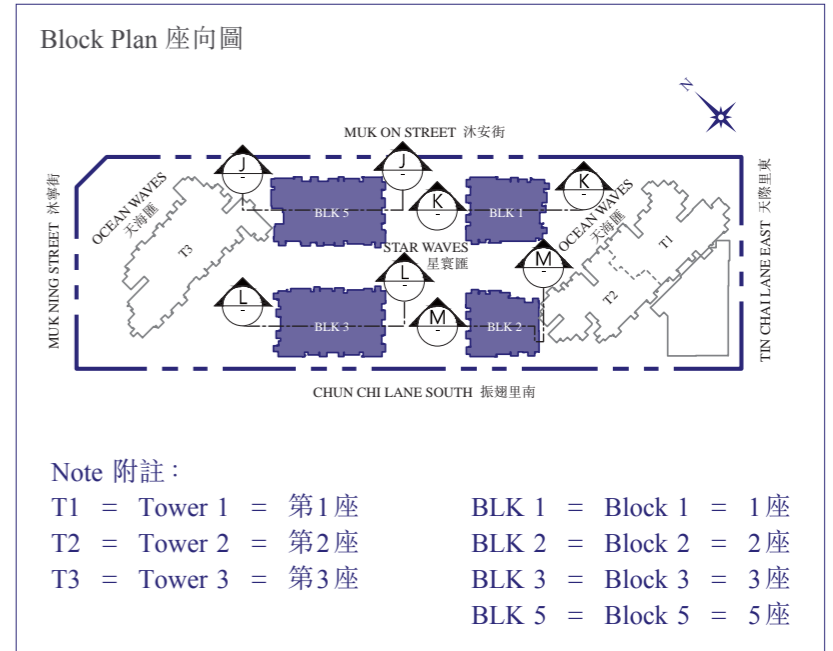 Block Plan 座向圖
N
MUK ON STREET 沐安街
MUK NING STREET 沐寧街
TIN CHAI LANE EAST 天際里東
OCEAN WAVES
天海匯
T3
J
-
BLK 5
J
-
K
-
BLK 1
K
-
OCEAN WAVES
天海匯
T1
T2
STAR WAVES
星寰匯
L
-
BLK 3
L
-
M
-
BLK 2
M
-
CHUN CHI LANE SOUTH 振翅里南
Note 附註：
T1 = Tower 1 = 第1座
T2 = Tower 2 = 第2座
T3 = Tower 3 = 第3座
BLK 1 = Block 1 = 1座
BLK 2 = Block 2 = 2座
BLK 3 = Block 3 = 3座
BLK 5 = Block 5 = 5座